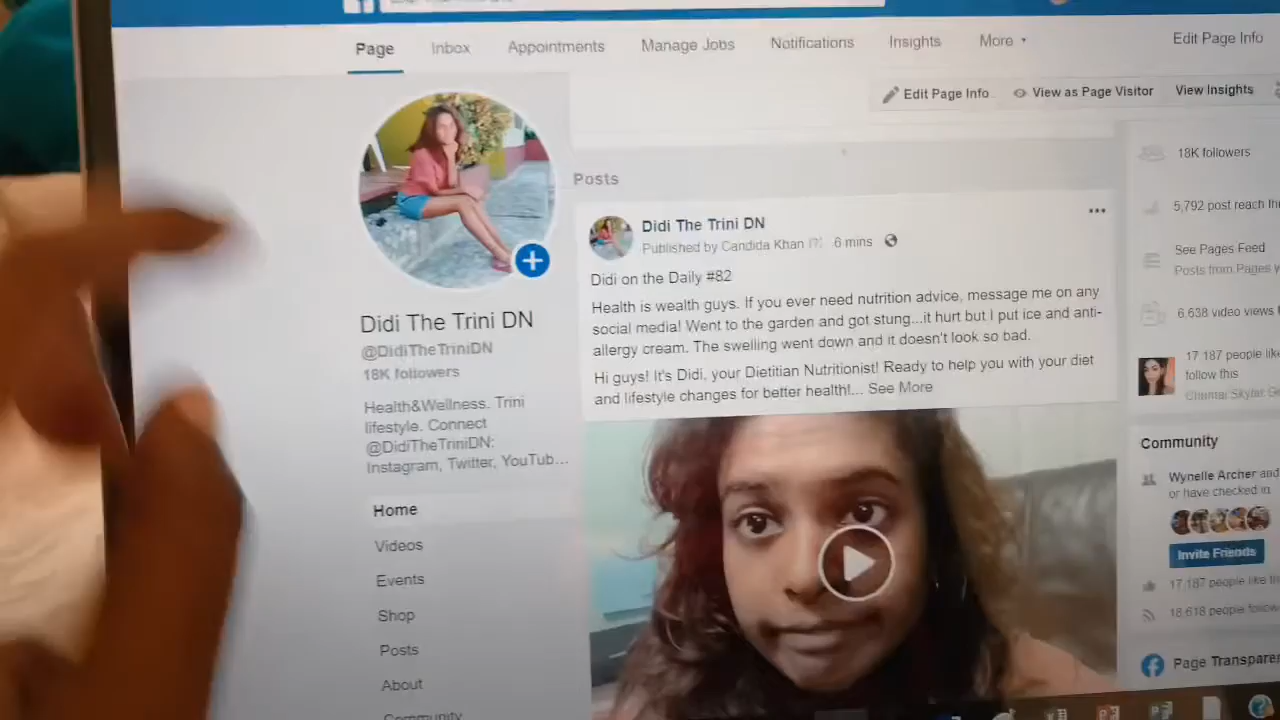 Page Inbox Appointments Manage Jobs Notifications Insights More Edit Page Info
Edit Page Info View as Page Visitor View Insights
Didi The Trini DN
@DidiTheTriniDN
18K followers
Health&Wellness. Trini
lifestyle. Connect
@DidiTheTriniDN:
Instagram, Twitter, YouTub...
Home
Videos
Events
Shop
Posts
About
Community
Posts
Didi The Trini DN
Published by Candida Khan [?] 6 mins
Didi on the Daily #82
Health is wealth guys. If you ever need nutrition advice, message me on any
social media! Went to the garden and got stung...it hurt but I put ice and anti-
allergy cream. The swelling went down and it doesn't look so bad.
Hi guys! It's Didi, your Dietitian Nutritionist! Ready to help you with your diet
and lifestyle changes for better health!... See More
18K followers
5,792 post reach
See Pages Feed
Posts from Pages
6,638 video views
17 187 people
follow this
Community
Wynelle Archer and
or have checked in
Invite Friends
17,187 people
18,618 people
Page